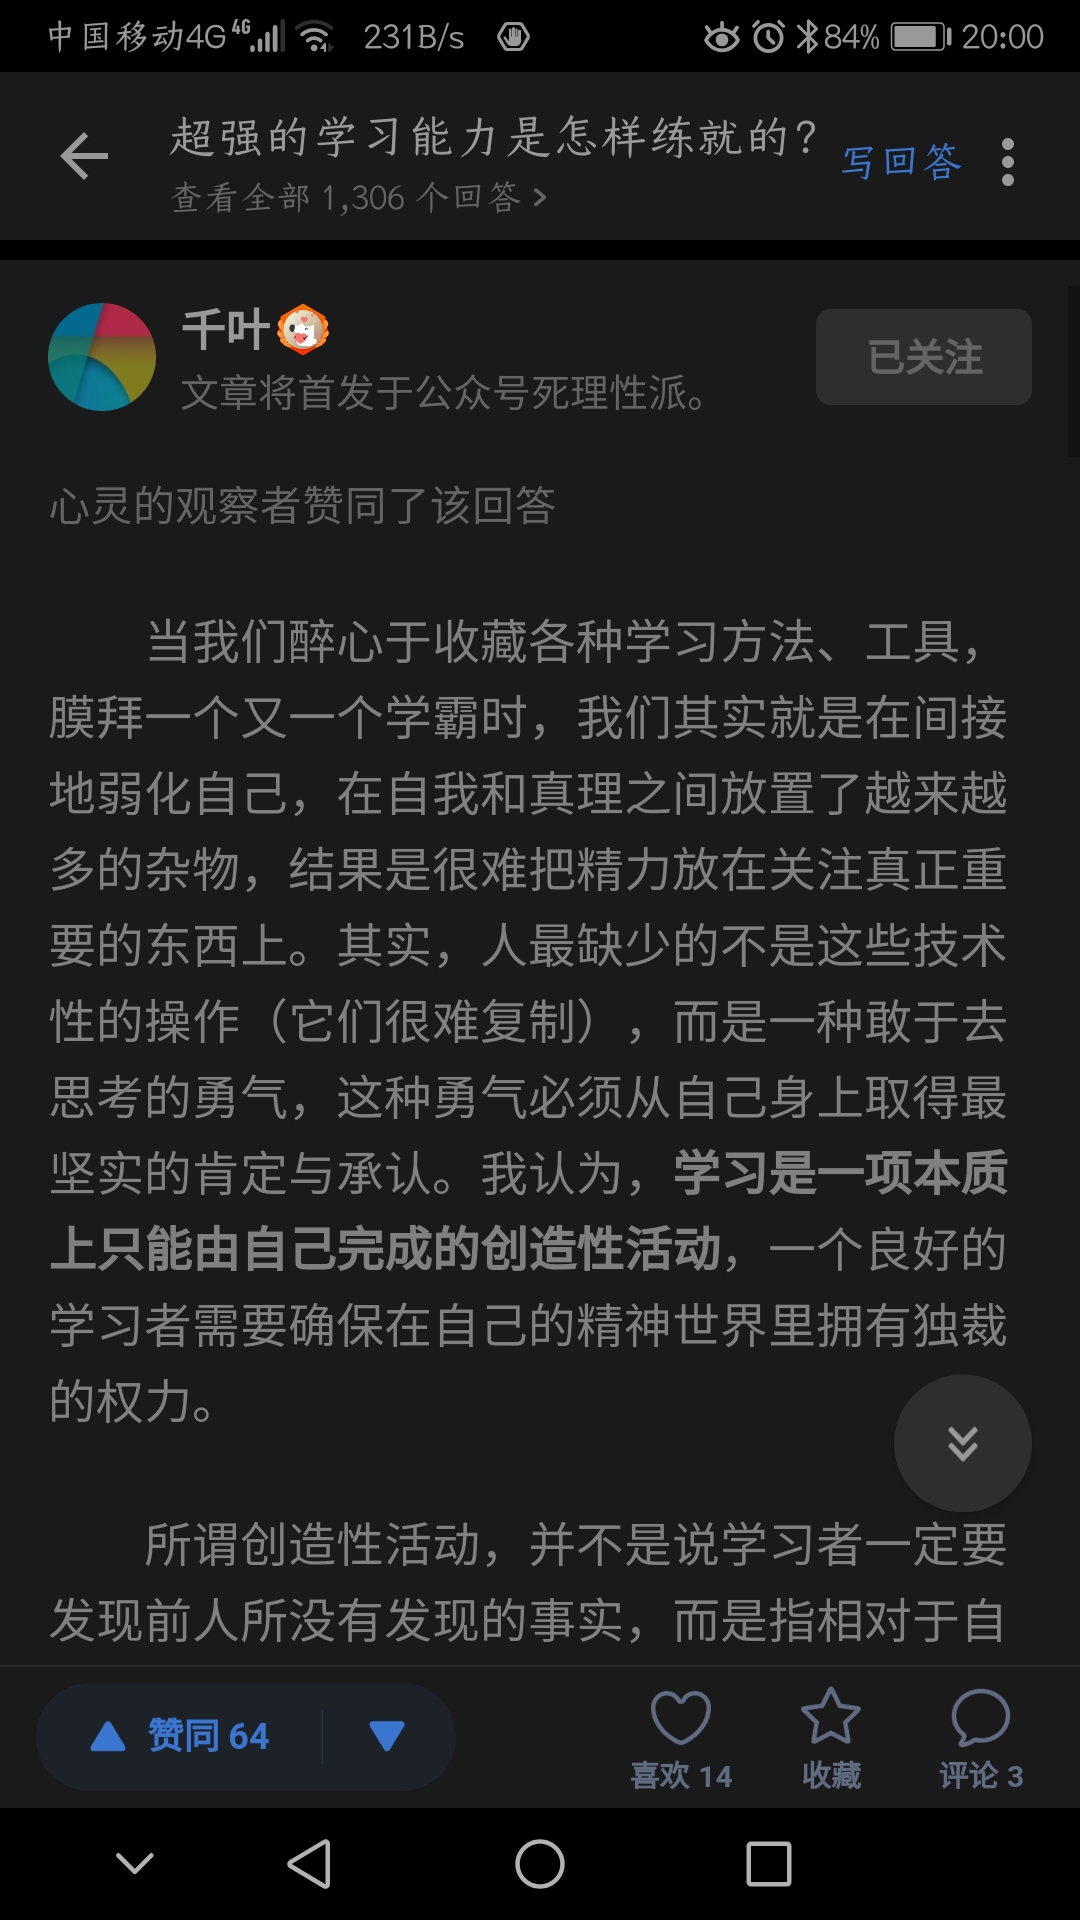 中国移动4G 4G 231B/s 84% 20:00
超强的学习能力是怎样练就的?
写回答
查看全部 1,306 个回答 >
千叶
已关注
文章将首发于公众号死理性派。
心灵的观察者赞同了该回答
当我们醉心于收藏各种学习方法、工具，
膜拜一个又一个学霸时，我们其实就是在间接
地弱化自己，在自我和真理之间放置了越来越
多的杂物，结果是很难把精力放在关注真正重
要的东西上。其实，人最缺少的不是这些技术
性的操作（它们很难复制），而是一种敢于去
思考的勇气，这种勇气必须从自己身上取得最
坚实的肯定与承认。我认为，学习是一项本质
上只能由自己完成的创造性活动，一个良好的
学习者需要确保在自己的精神世界里拥有独裁
的权力。
所谓创造性活动，并不是说学习者一定要
发现前人所没有发现的事实，而是指相对于自
赞同 64
喜欢 14
收藏
评论 3